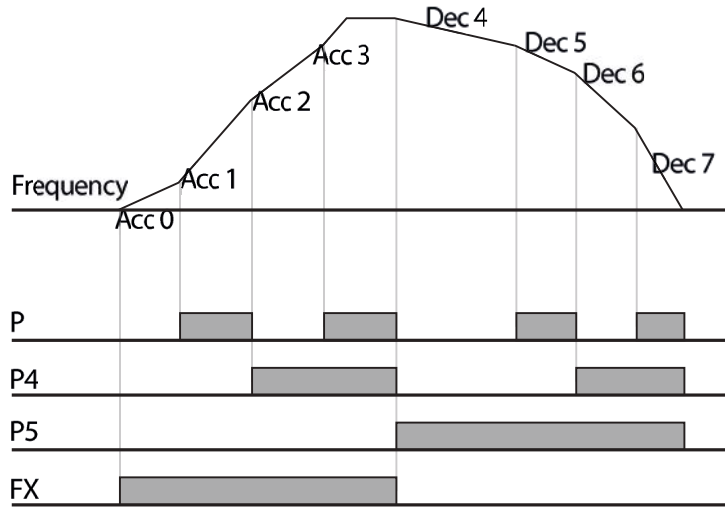 Dec 4
Dec 5
Acc 3
Dec 6
Acc 2
Dec 7
Acc 1
Frequency
Acc 0
P
P4
P5
FX